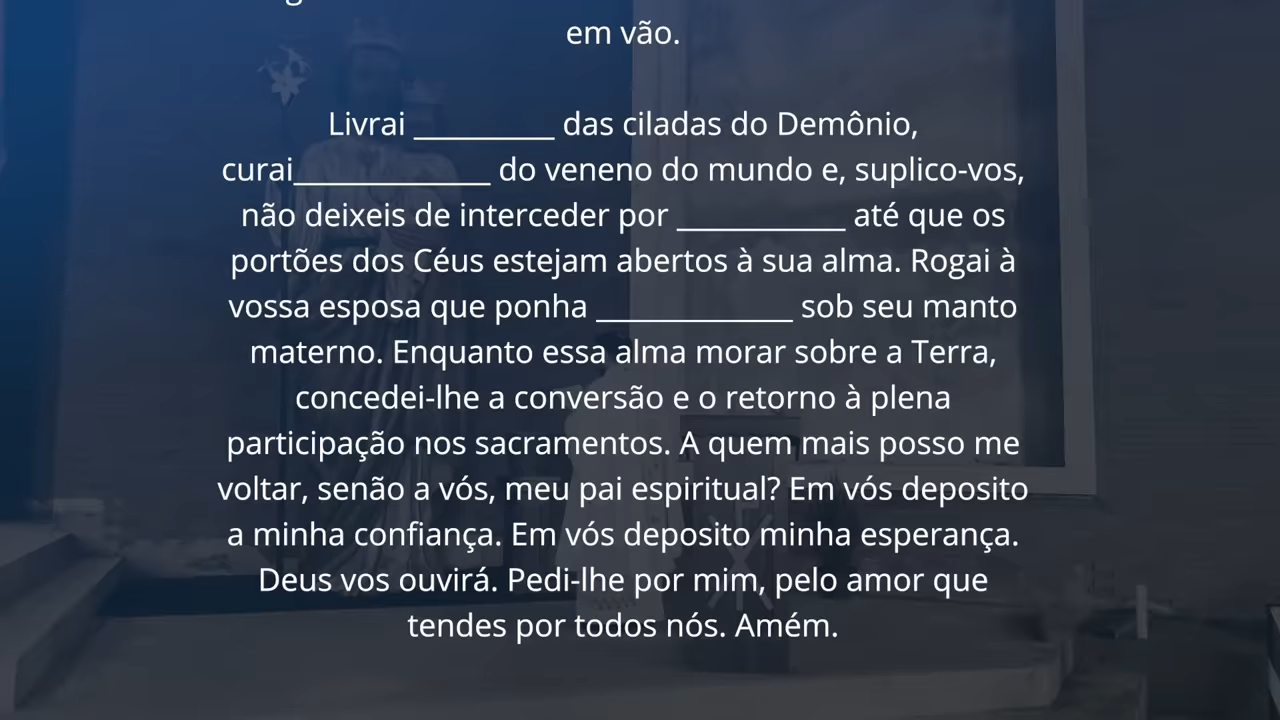 em vão.
Livrai __________ das ciladas do Demônio,
curai______________ do veneno do mundo e, suplico-vos,
não deixeis de interceder por ____________ até que os
portões dos Céus estejam abertos à sua alma. Rogai à
vossa esposa que ponha ______________ sob seu manto
materno. Enquanto essa alma morar sobre a Terra,
concedei-lhe a conversão e o retorno à plena
participação nos sacramentos. A quem mais posso me
voltar, senão a vós, meu pai espiritual? Em vós deposito
a minha confiança. Em vós deposito minha esperança.
Deus vos ouvirá. Pedi-lhe por mim, pelo amor que
tendes por todos nós. Amém.